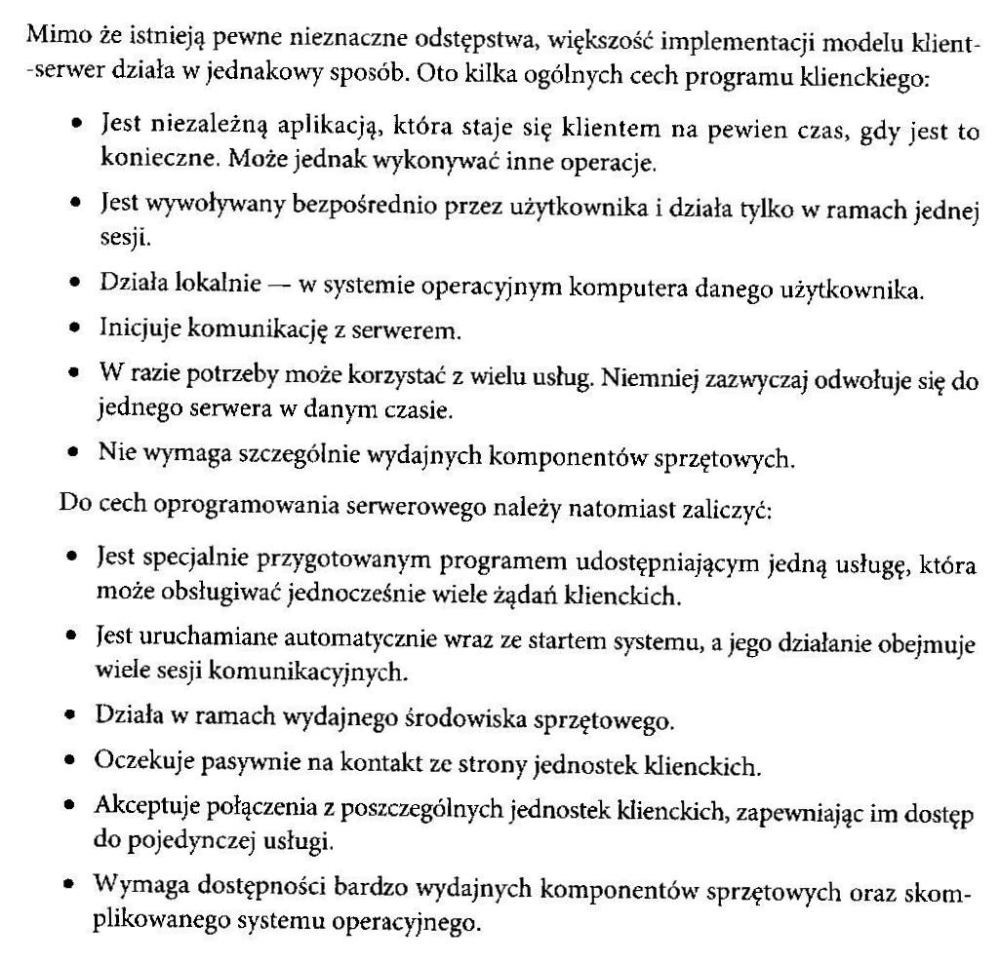 Mimo że istnieją pewne nieznaczne odstępstwa, większość implementacji modelu klient-
-serwer działa w jednakowy sposób. Oto kilka ogólnych cech programu klienckiego:
• Jest niezależną aplikacją, która staje się klientem na pewien czas, gdy jest to
konieczne. Może jednak wykonywać inne operacje.
• Jest wywoływany bezpośrednio przez użytkownika i działa tylko w ramach jednej
sesji.
• Działa lokalnie — w systemie operacyjnym komputera danego użytkownika.
• Inicjuje komunikację z serwerem.
• W razie potrzeby może korzystać z wielu usług. Niemniej zazwyczaj odwołuje się do
jednego serwera w danym czasie.
• Nie wymaga szczególnie wydajnych komponentów sprzętowych.
Do cech oprogramowania serwerowego należy natomiast zaliczyć:
• Jest specjalnie przygotowanym programem udostępniającym jedną usługę, która
może obsługiwać jednocześnie wiele żądań klienckich.
• Jest uruchamiane automatycznie wraz ze startem systemu, a jego działanie obejmuje
wiele sesji komunikacyjnych.
• Działa w ramach wydajnego środowiska sprzętowego.
• Oczekuje pasywnie na kontakt ze strony jednostek klienckich.
• Akceptuje połączenia z poszczególnych jednostek klienckich, zapewniając im dostęp
do pojedynczej usługi.
• Wymaga dostępności bardzo wydajnych komponentów sprzętowych oraz skom-
plikowanego systemu operacyjnego.